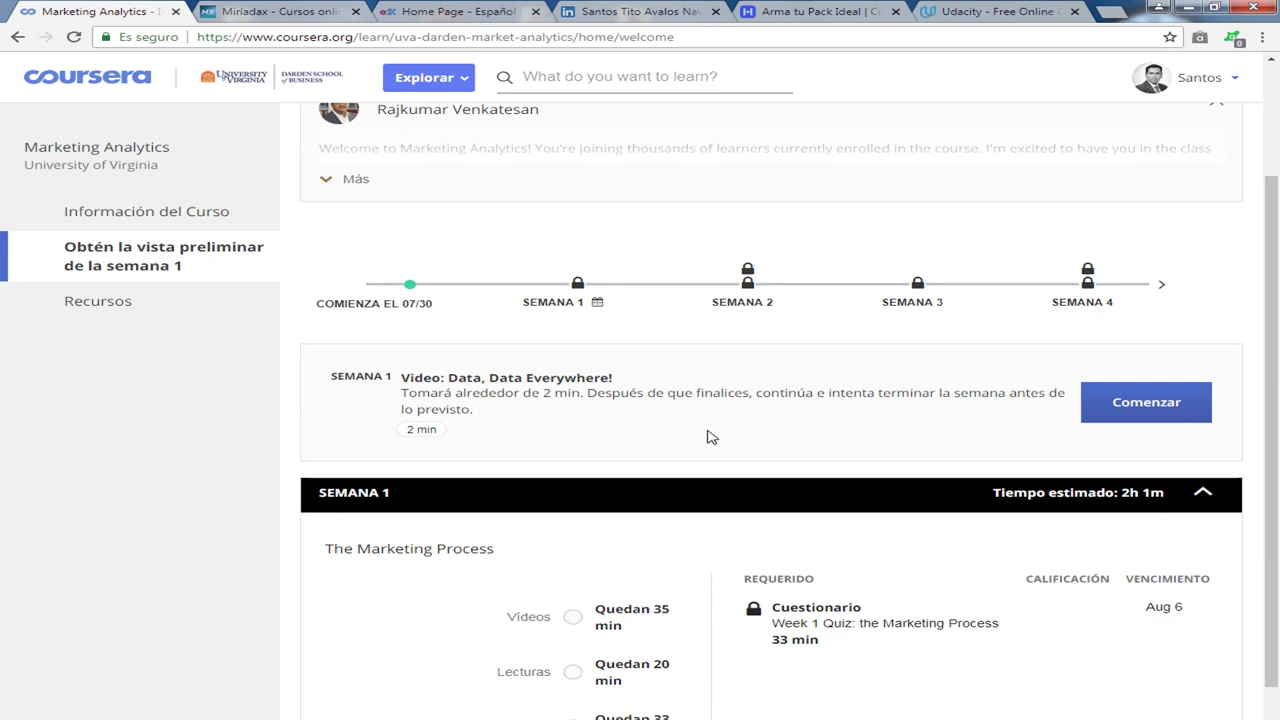 Marketing Analytics - I
Miríadax - Cursos onli
Home Page - Español
Santos Tito Avalos Na
Arma tu Pack Ideal | C
Udacity - Free Online C
Es seguro
https://www.coursera.org/learn/uva-darden-market-analytics/home/welcome
0
coursera
UNIVERSITY of VIRGINIA
DARDEN SCHOOL of BUSINESS
Explorar
What do you want to learn?
Santos
Marketing Analytics
University of Virginia
Información del Curso
Obtén la vista preliminar
de la semana 1
Recursos
Rajkumar Venkatesan
Welcome to Marketing Analytics! You're joining thousands of learners currently enrolled in the course. I'm excited to have you in the class
Más
COMIENZA EL 07/30
SEMANA 1
SEMANA 2
SEMANA 3
SEMANA 4
SEMANA 1
Video: Data, Data Everywhere!
Tomará alrededor de 2 min. Después de que finalices, continúa e intenta terminar la semana antes de
lo previsto.
2 min
Comenzar
SEMANA 1
Tiempo estimado: 2h 1m
The Marketing Process
Vídeos
Quedan 35
min
Lecturas
Quedan 20
min
Quedan 33
REQUERIDO
CALIFICACIÓN
VENCIMIENTO
Cuestionario
Week 1 Quiz: the Marketing Process
33 min
Aug 6